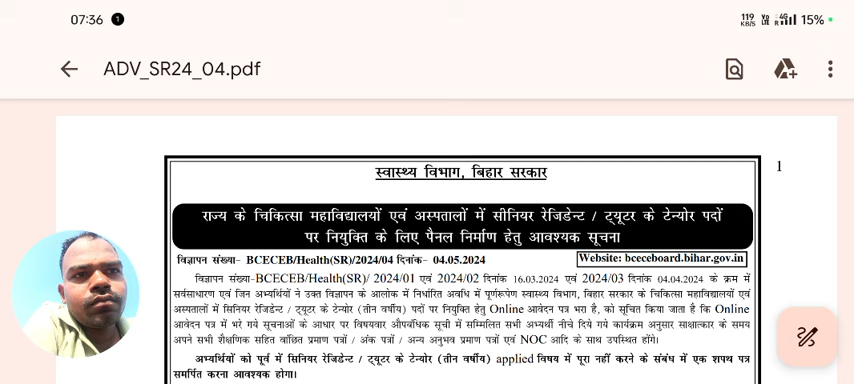 07:36 1 119 KB/S Vo LTE 4G R 15%
ADV_SR24_04.pdf
1
स्वास्थ्य विभाग, बिहार सरकार
राज्य के चिकित्सा महाविद्यालयों एवं अस्पतालों में सीनियर रेजिडेन्ट / ट्यूटर के टेन्योर पदों
पर नियुक्ति के लिए पैनल निर्माण हेतु आवश्यक सूचना
विज्ञापन संख्या- BCECEB/Health(SR)/2024/04 दिनांक- 04.05.2024 Website: bceceboard.bihar.gov.in
विज्ञापन संख्या-BCECEB/Health(SR)/ 2024/01 एवं 2024/02 दिनांक 16.03.2024 एवं 2024/03 दिनांक 04.04.2024 के क्रम में
सर्वसाधारण एवं जिन अभ्यर्थियों ने उक्त विज्ञापन के आलोक में निर्धारित अवधि में पूर्णरूपेण स्वास्थ्य विभाग, बिहार सरकार के चिकित्सा महाविद्यालयों एवं
अस्पतालों में सिनियर रेजिडेन्ट / ट्यूटर के टेन्योर (तीन वर्षीय) पदों पर नियुक्ति हेतु Online आवेदन पत्र भरा है, को सूचित किया जाता है कि Online
आवेदन पत्र में भरे गये सूचनाओं के आधार पर विषयवार औपबंधिक सूची में सम्मिलित सभी अभ्यर्थी नीचे दिये गये कार्यक्रम अनुसार साक्षात्कार के समय
अपने सभी शैक्षणिक सहित वांछित प्रमाण पत्रों / अंक पत्रों / अन्य अनुभव प्रमाण पत्रों एवं NOC आदि के साथ उपस्थित होंगे।
अभ्यर्थियों को पूर्व में सिनियर रेजिडेन्ट / ट्यूटर के टेन्योर (तीन वर्षीय) applied विषय में पूरा नहीं करने के संबंध में एक शपथ पत्र
समर्पित करना आवश्यक होगा।